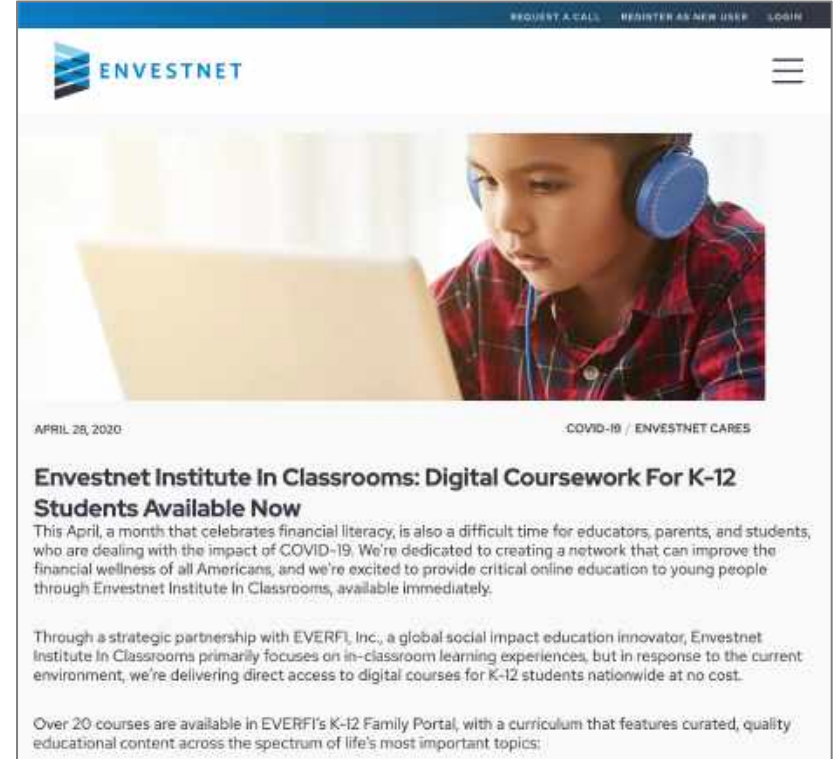 REQUEST A CALL REGISTER AS NEW USER LOGIN
ENVESTNET
APRIL 28, 2020 COVID-19 / ENVESTNET CARES
Envestnet Institute In Classrooms: Digital Coursework For K-12
Students Available Now
This April, a month that celebrates financial literacy, is also a difficult time for educators, parents, and students,
who are dealing with the impact of COVID-19. We're dedicated to creating a network that can improve the
financial wellness of all Americans, and we're excited to provide critical online education to young people
through Envestnet Institute In Classrooms, available immediately.
Through a strategic partnership with EVERFI, Inc., a global social impact education innovator, Envestnet
Institute In Classrooms primarily focuses on in-classroom learning experiences, but in response to the current
environment, we're delivering direct access to digital courses for K-12 students nationwide at no cost.
Over 20 courses are available in EVERFI's K-12 Family Portal, with a curriculum that features curated, quality
educational content across the spectrum of life's most important topics: